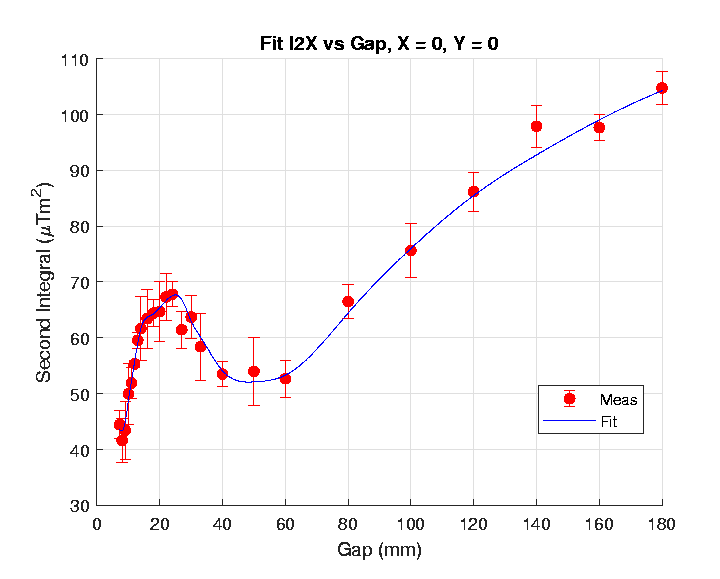 Fit I2X vs Gap, X = 0, Y = 0
110
100
90
80
70
60
50
40
30
Second Integral (μTm²)
Meas
Fit
0 20 40 60 80 100 120 140 160 180
Gap (mm)